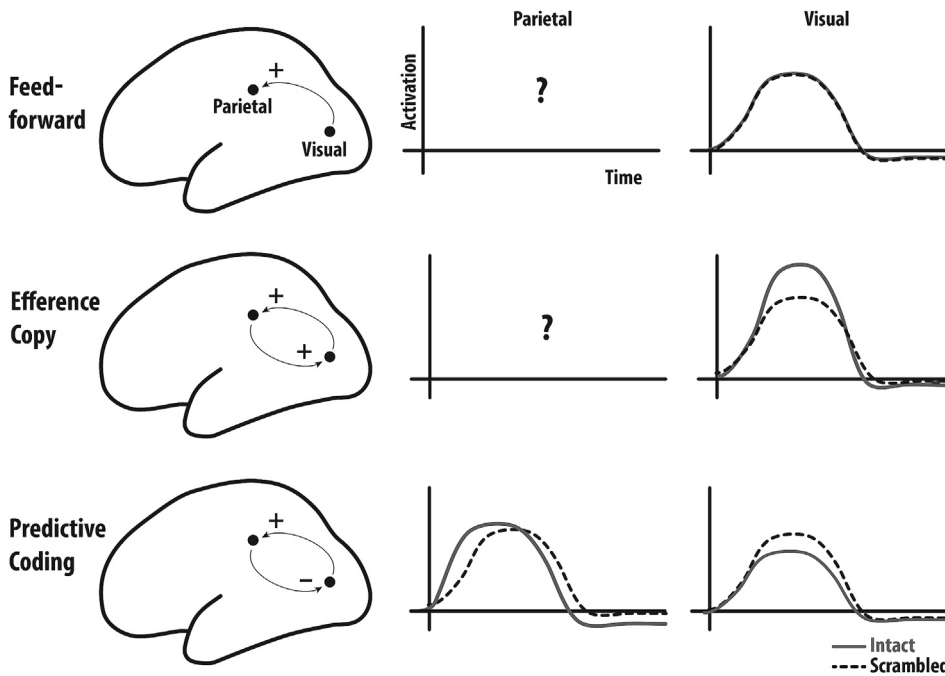 Parietal
Visual
Feed-
forward
+
Parietal
Visual
Activation
?
Time
Efference
Copy
+
+
?
Predictive
Coding
+
–
Intact
Scrambled